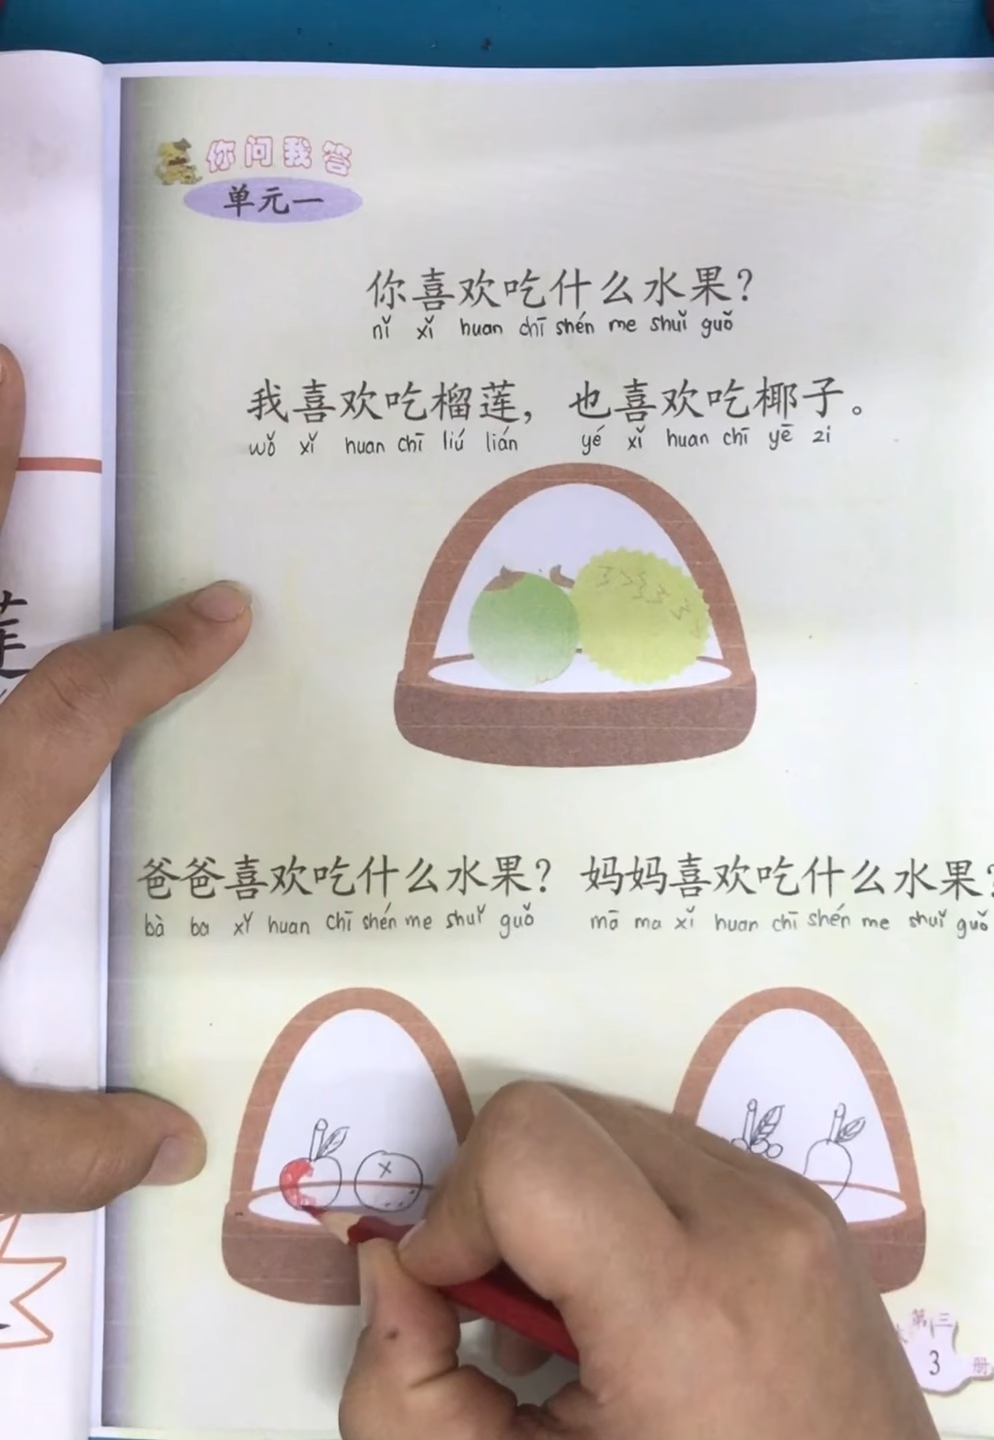 你问我答
单元一
你喜欢吃什么水果？
nǐ xǐ huan chī shén me shuǐ guǒ
我喜欢吃榴莲，也喜欢吃椰子。
wǒ xǐ huan chī liú lián yé xǐ huan chī yē zi
爸爸喜欢吃什么水果？ 妈妈喜欢吃什么水果？
bà ba xǐ huan chī shén me shuǐ guǒ mā ma xǐ huan chī shén me shuǐ guǒ
第三
册
3